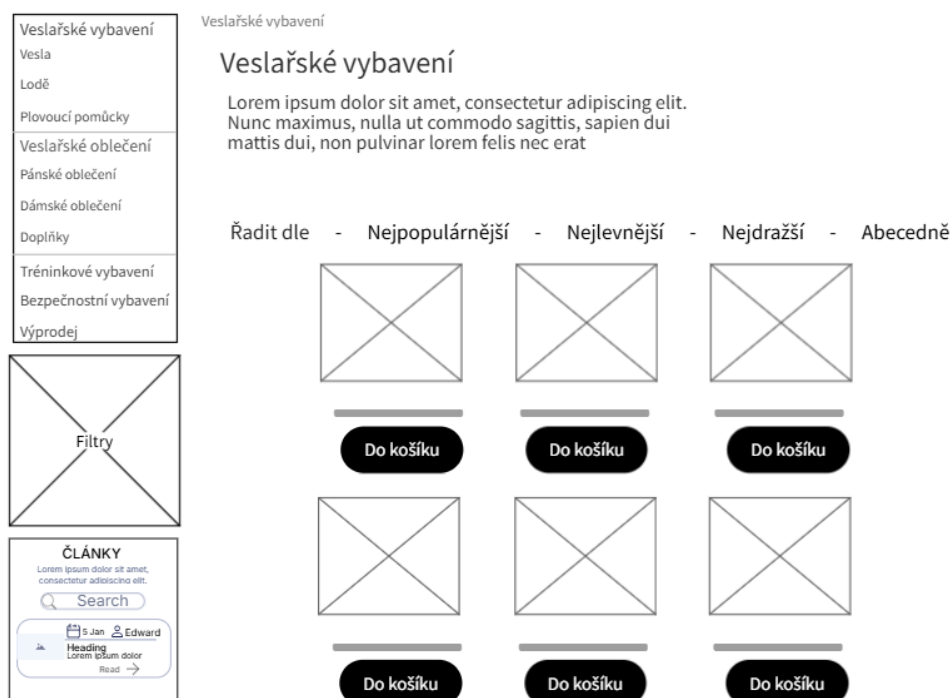 Veslařské vybavení
Vesla
Lodě
Plovoucí pomůcky
Veslařské oblečení
Pánské oblečení
Dámské oblečení
Doplňky
Tréninkové vybavení
Bezpečnostní vybavení
Výprodej
Filtry
ČLÁNKY
Lorem ipsum dolor sit amet,
consectetur adipiscing elit.
Search
5 Jan Edward
Heading
Lorem ipsum dolor
Read
Veslařské vybavení
Veslařské vybavení
Lorem ipsum dolor sit amet, consectetur adipiscing elit.
Nunc maximus, nulla ut commodo sagittis, sapien dui
mattis dui, non pulvinar lorem felis nec erat
Řadit dle - Nejpopulárnější - Nejlevnější - Nejdražší - Abecedně
Do košíku Do košíku Do košíku
Do košíku Do košíku Do košíku